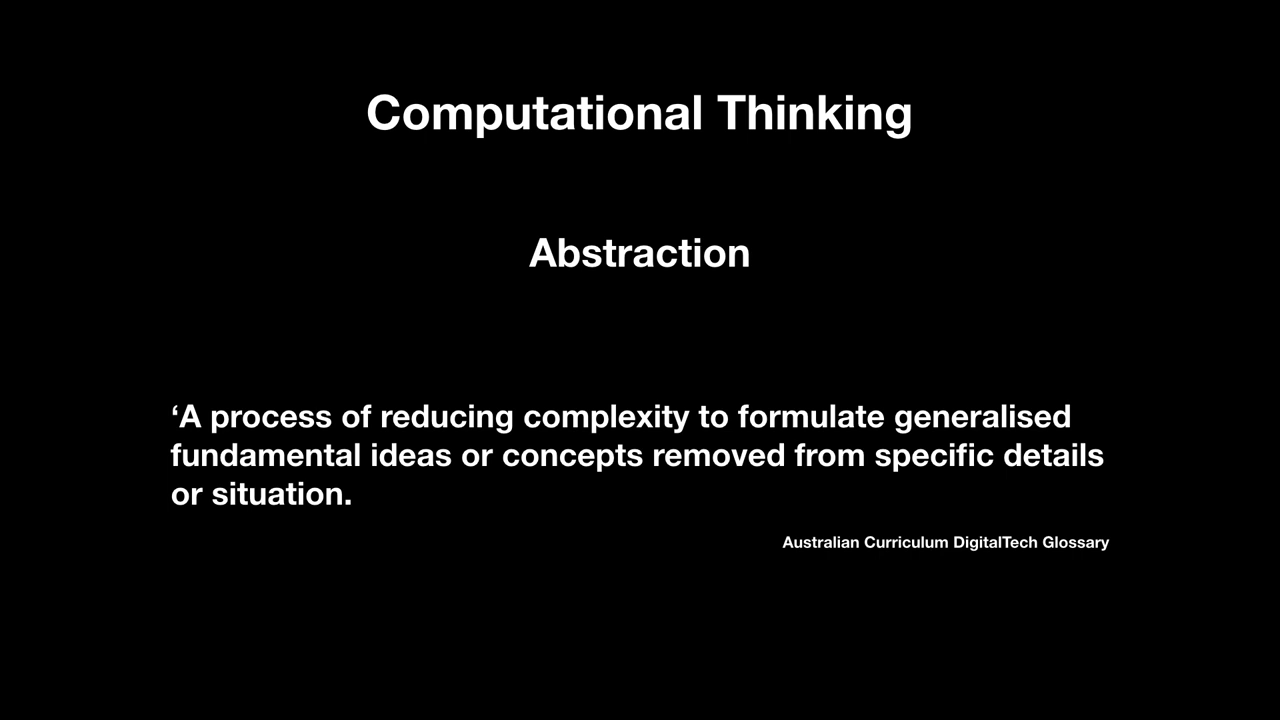 Computational Thinking
Abstraction
‘A process of reducing complexity to formulate generalised
fundamental ideas or concepts removed from specific details
or situation.
Australian Curriculum DigitalTech Glossary